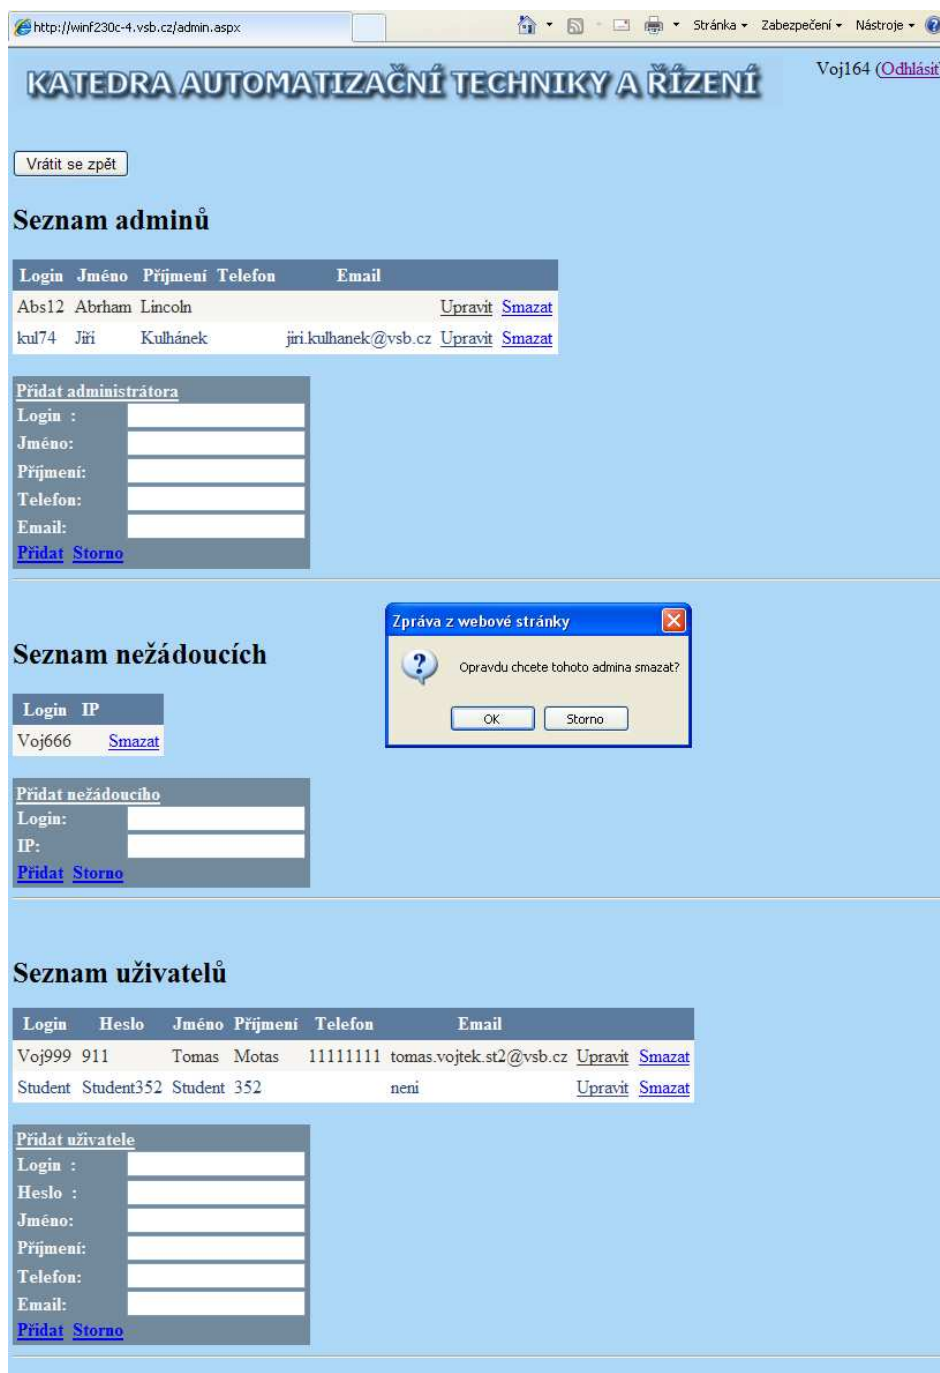 http://winf230c-4.vsb.cz/admin.aspx
Stránka Zabezpečení Nástroje
KATEDRA AUTOMATIZAČNÍ TECHNIKY A ŘÍZENÍ
Voj164 (Odhlásit)
Vrátit se zpět
Seznam adminů
Login Jméno Příjmení Telefon Email
Abs12 Abrham Lincoln Upravit Smazat
kul74 Jiří Kulhánek jiri.kulhanek@vsb.cz Upravit Smazat
Přidat administrátora
Login :
Jméno:
Příjmení:
Telefon:
Email:
Přidat Storno
Zpráva z webové stránky
Opravdu chcete tohoto admina smazat?
OK Storno
Seznam nežádoucích
Login IP
Voj666 Smazat
Přidat nežádoucího
Login:
IP:
Přidat Storno
Seznam uživatelů
Login Heslo Jméno Příjmení Telefon Email
Voj999 911 Tomas Motas 11111111 tomas.vojtek.st2@vsb.cz Upravit Smazat
Student Student352 Student 352 neni Upravit Smazat
Přidat uživatele
Login :
Heslo :
Jméno:
Příjmení:
Telefon:
Email:
Přidat Storno